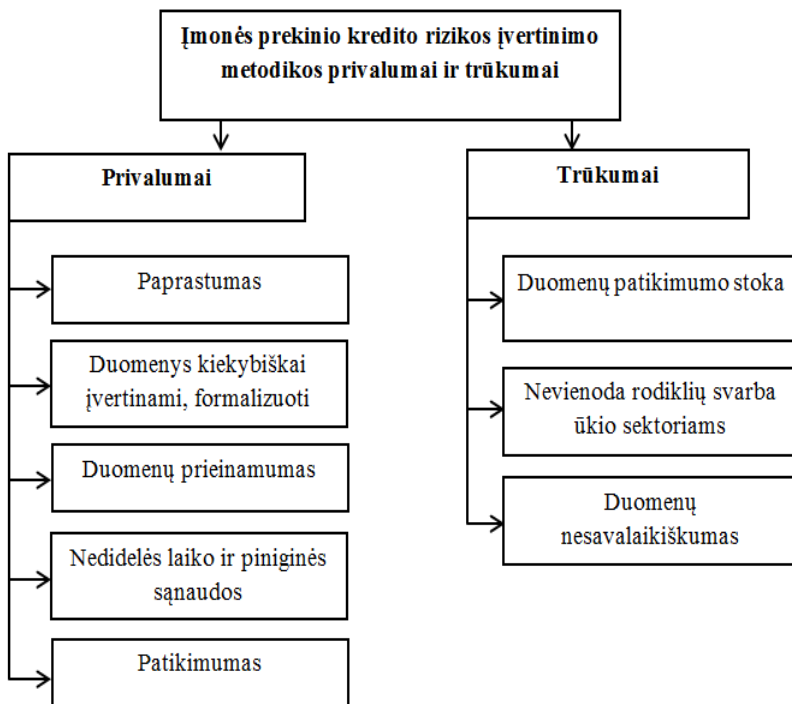 Įmonės prekinio kredito rizikos įvertinimo
metodikos privalumai ir trūkumai
Privalumai
Paprastumas
Duomenys kiekybiškai
įvertinami, formalizuoti
Duomenų prieinamumas
Nedidelės laiko ir piniginės
sąnaudos
Patikimumas
Trūkumai
Duomenų patikimumo stoka
Nevienoda rodiklių svarba
ūkio sektoriams
Duomenų
nesavalaikiškumas